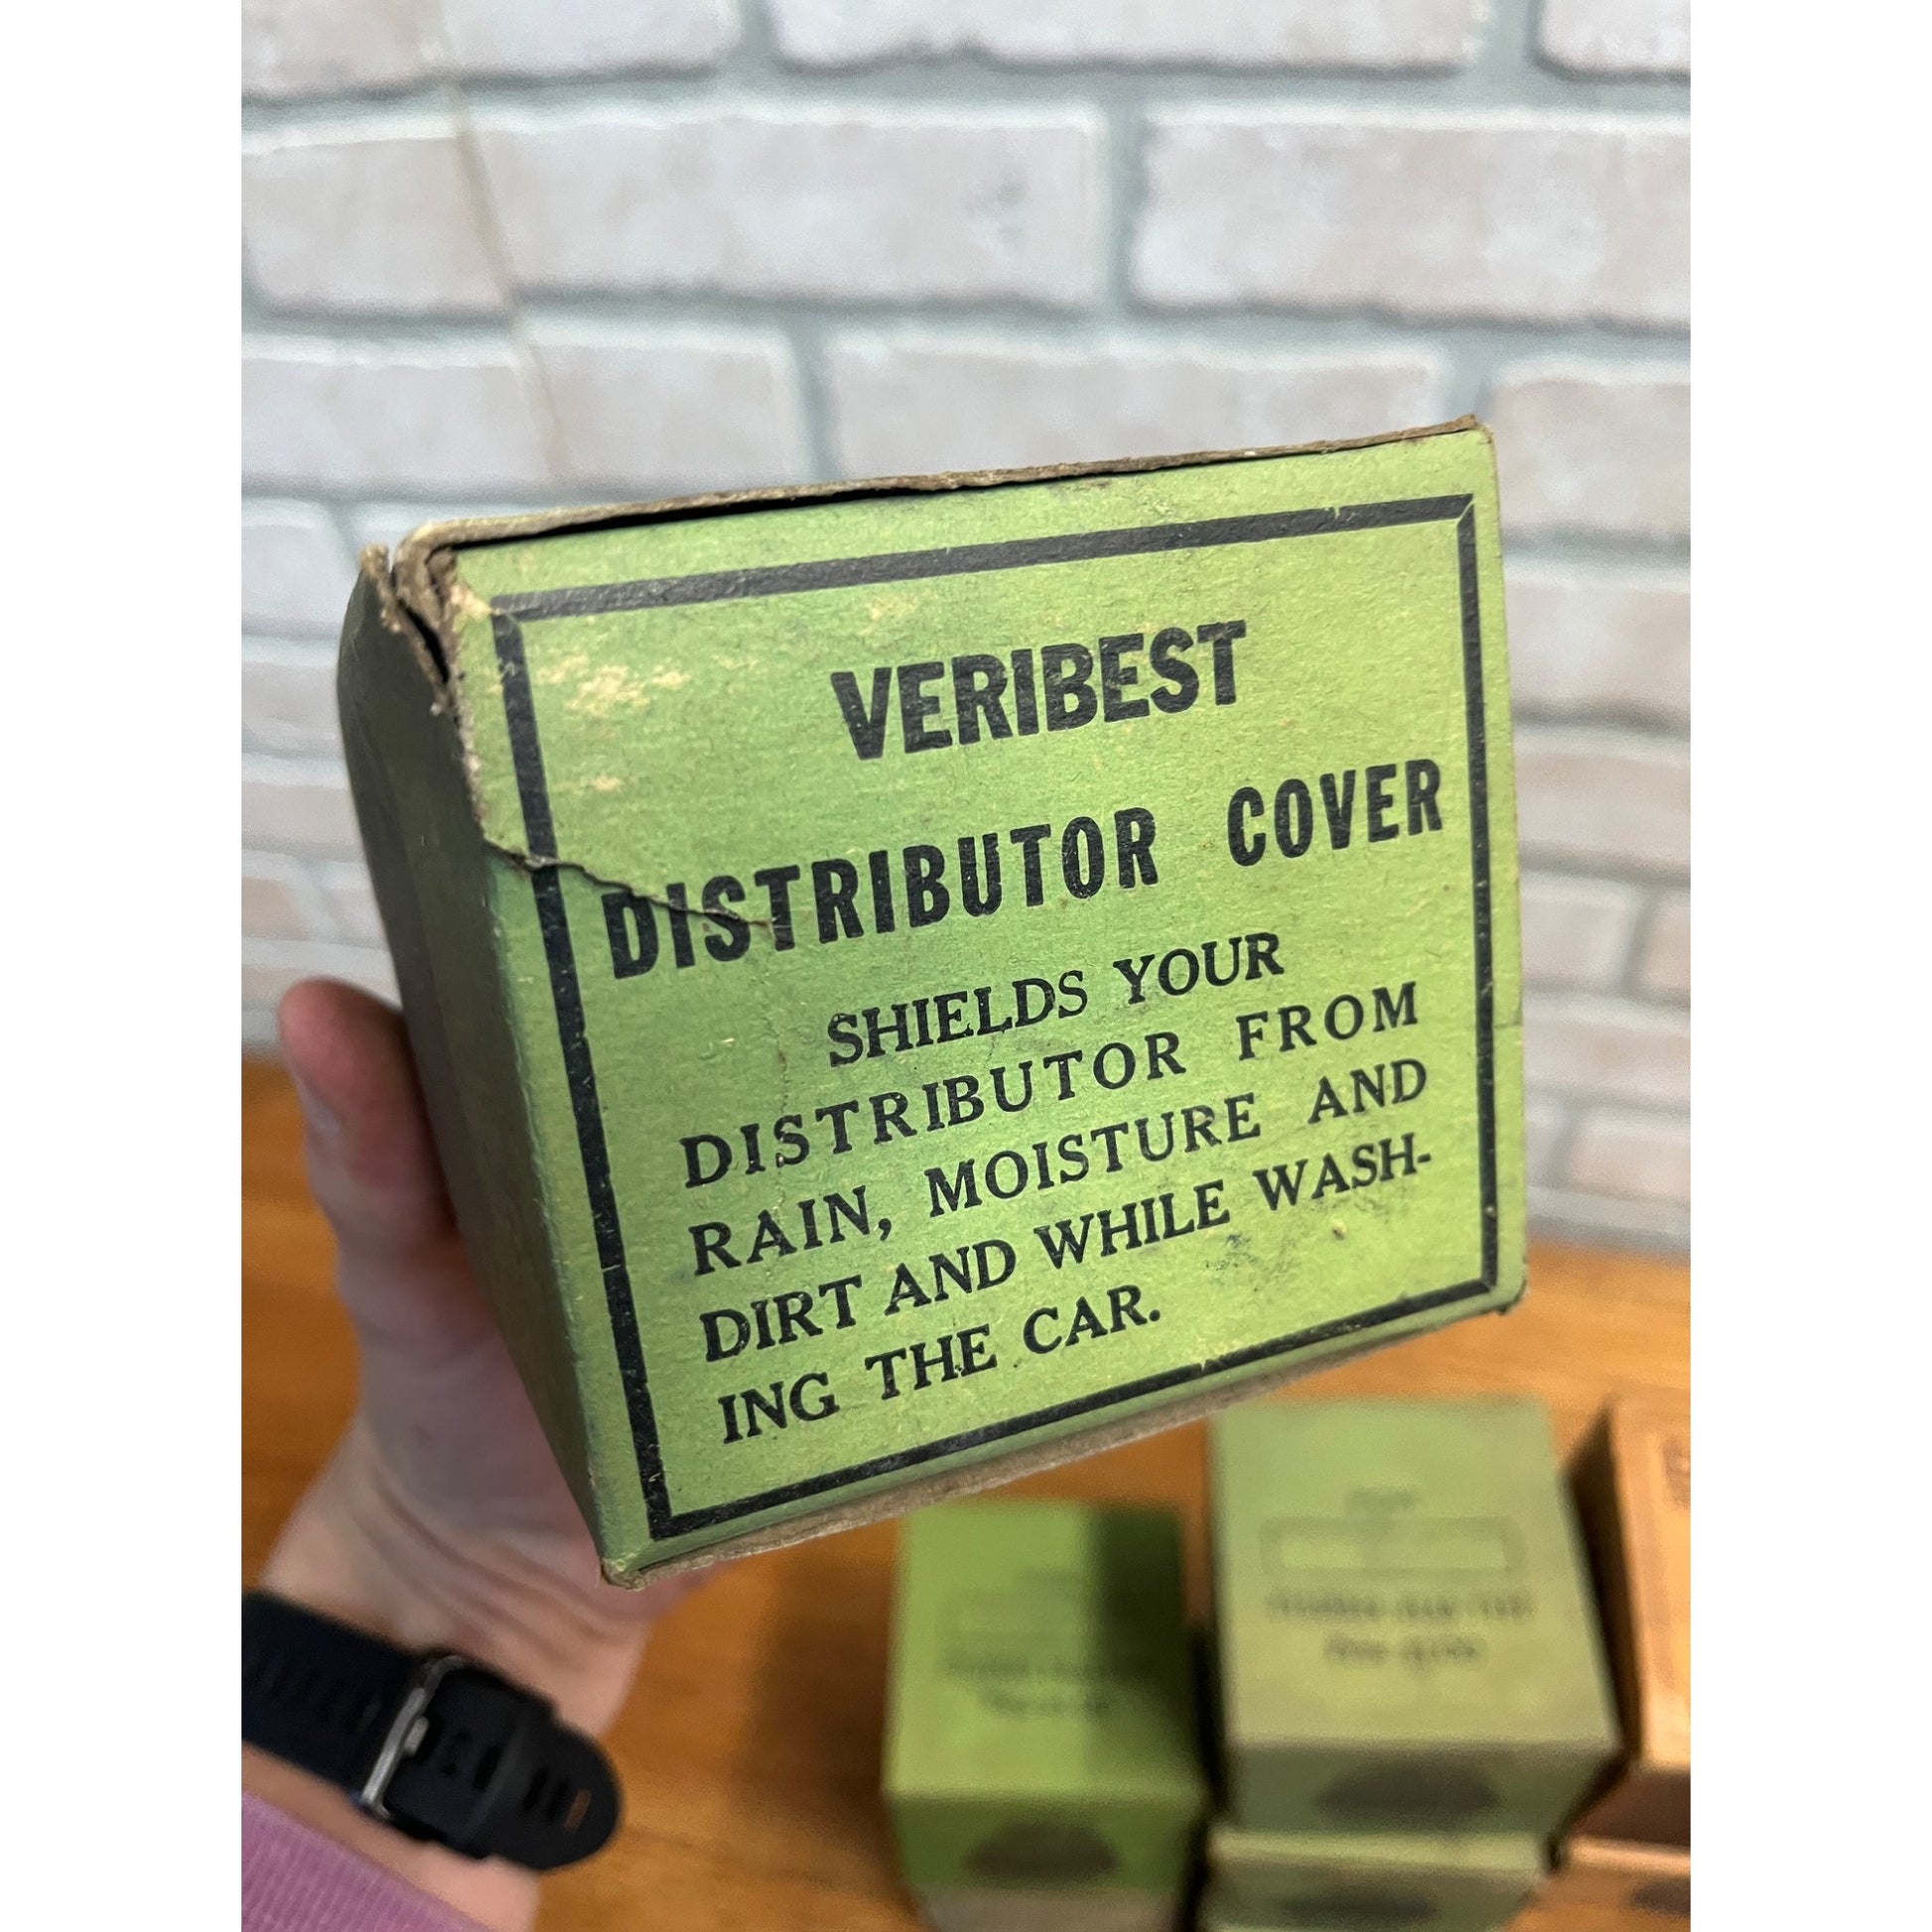 VERIBEST
DISTRIBUTOR COVER
SHIELDS YOUR
DISTRIBUTOR FROM
RAIN, MOISTURE AND
DIRT AND WHILE WASH-
ING THE CAR.